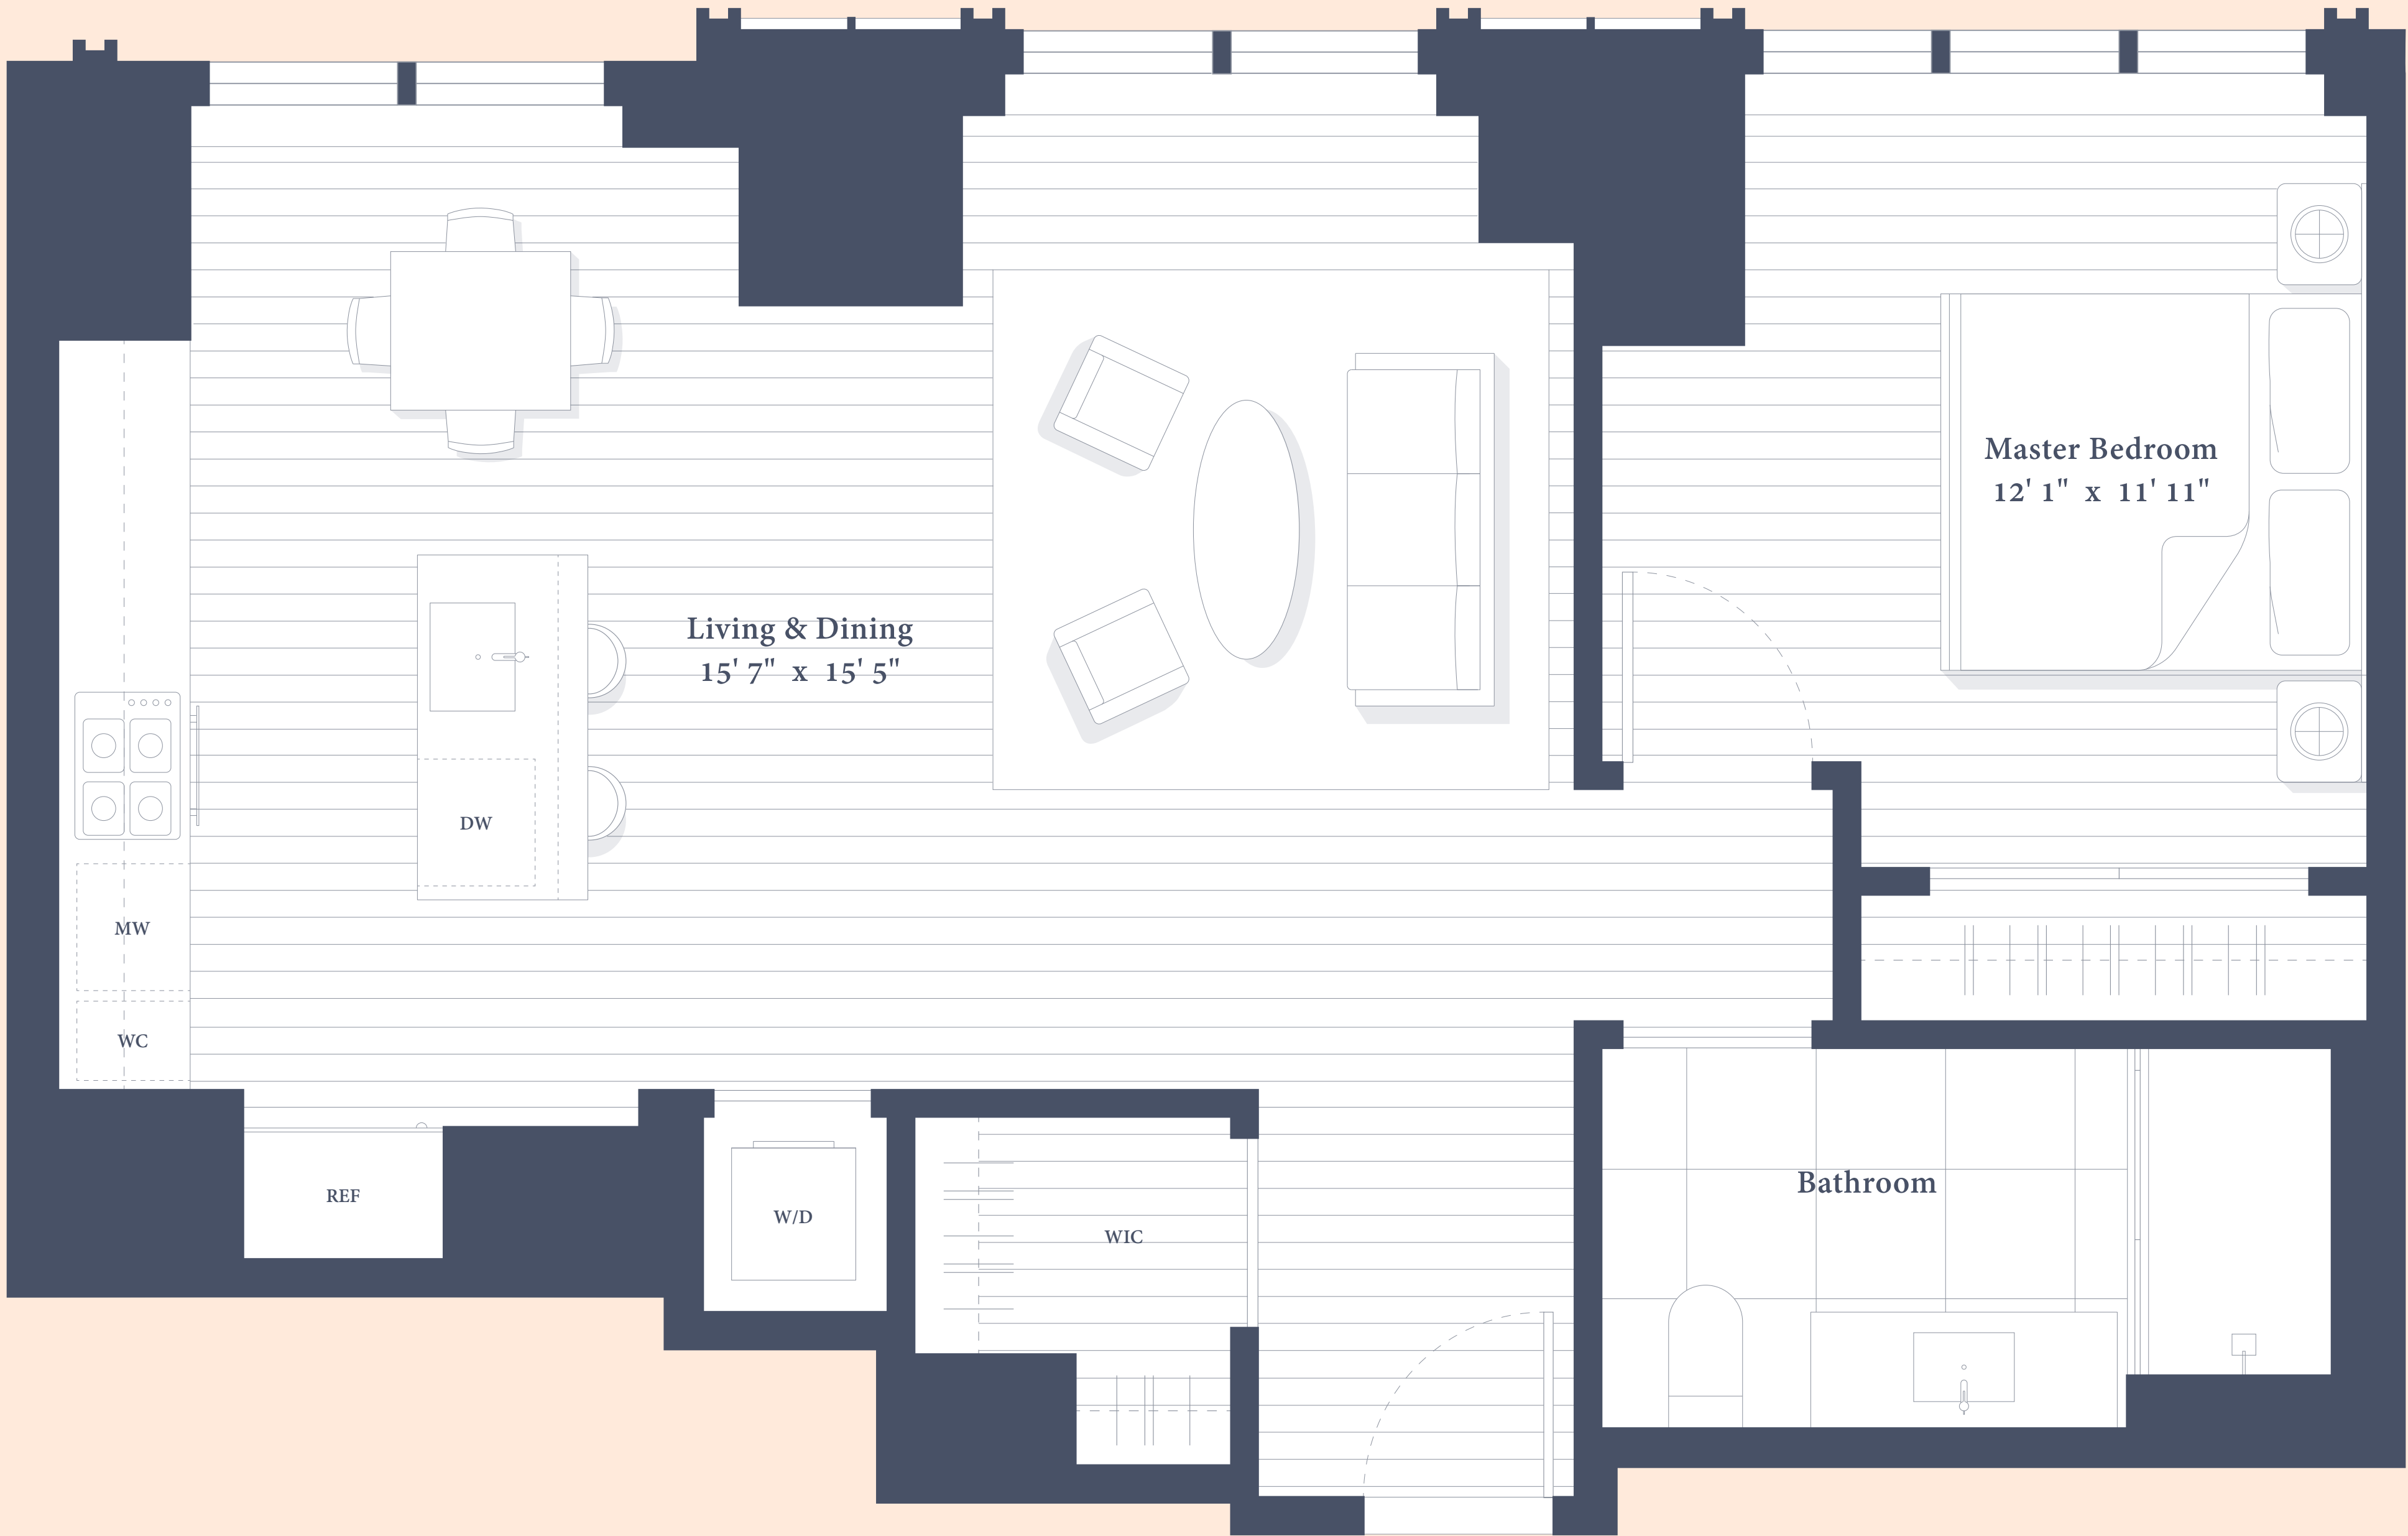 Master Bedroom
12' 1" x 11' 11"
Living & Dining
15' 7" x 15' 5"
DW
MW
WC
REF
W/D
WIC
Bathroom